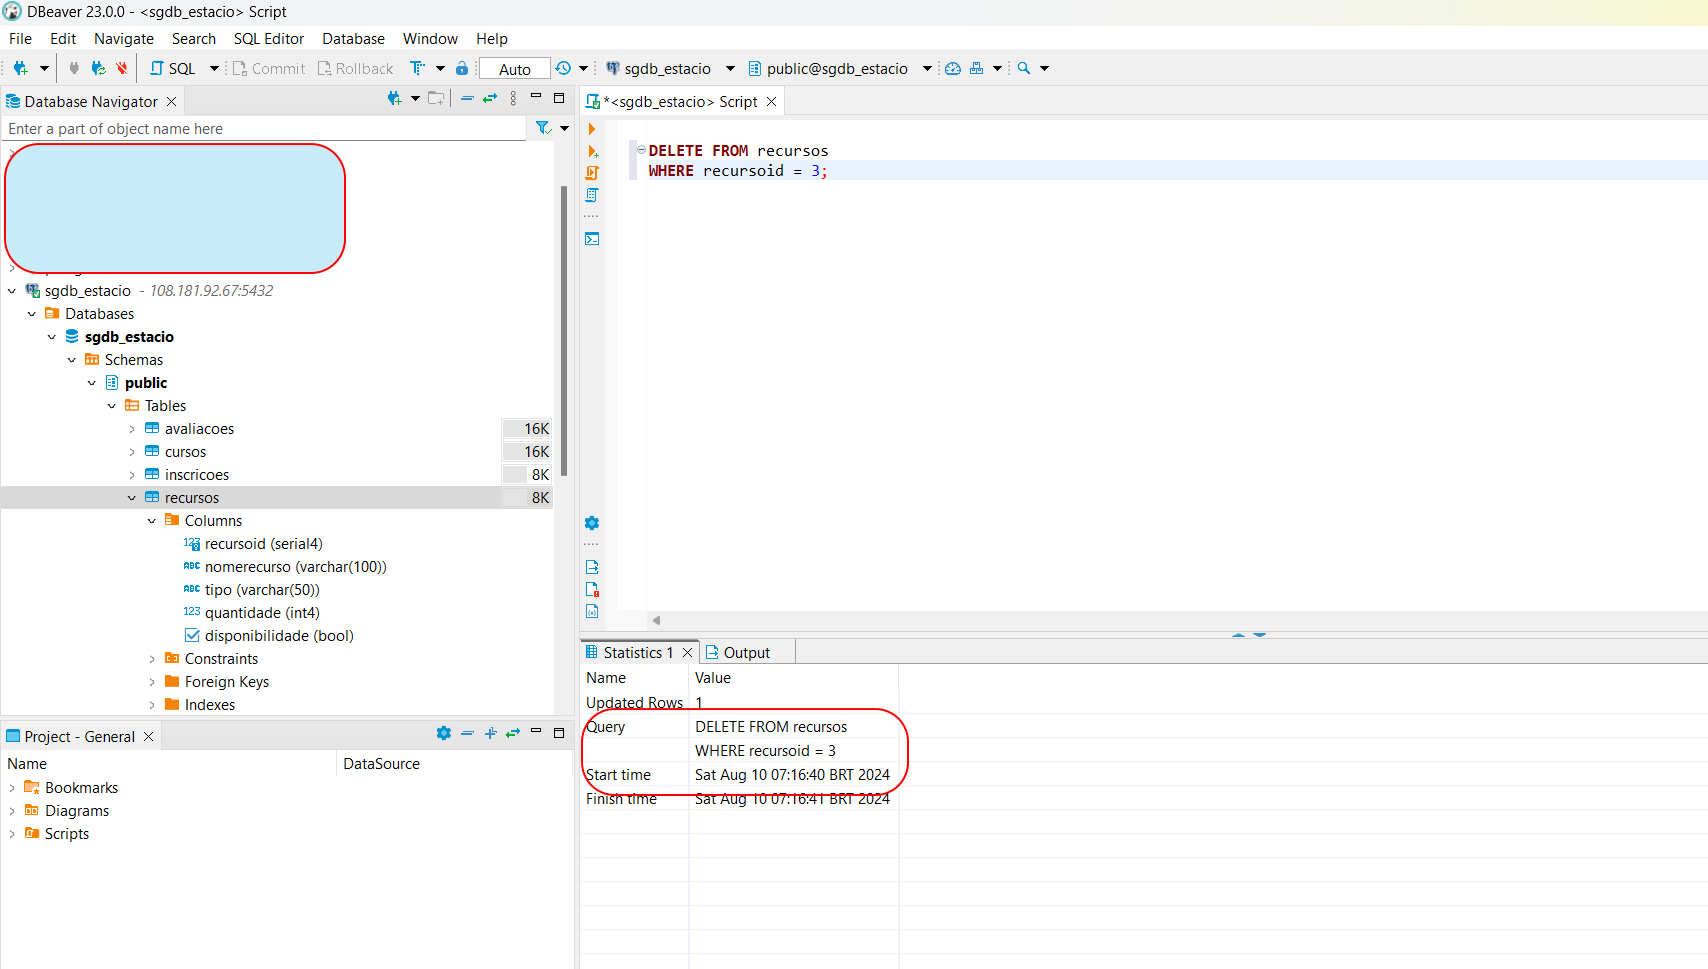 DBeaver 23.0.0 - <sgdb_estacio> Script
File Edit Navigate Search SQL Editor Database Window Help
SQL Commit Rollback Auto sgdb_estacio public@sgdb_estacio
Database Navigator
Enter a part of object name here
sgdb_estacio - 108.181.92.67:5432
Databases
sgdb_estacio
Schemas
public
Tables
avaliacoes 16K
cursos 16K
inscricoes 8K
recursos 8K
Columns
123 recursoid (serial4)
ABC nomerecurso (varchar(100))
ABC tipo (varchar(50))
123 quantidade (int4)
disponibilidade (bool)
Constraints
Foreign Keys
Indexes
Project - General
Name DataSource
Bookmarks
Diagrams
Scripts
*<sgdb_estacio> Script
DELETE FROM recursos
WHERE recursoid = 3;
Statistics 1 Output
Name Value
Updated Rows 1
Query DELETE FROM recursos
WHERE recursoid = 3
Start time Sat Aug 10 07:16:40 BRT 2024
Finish time Sat Aug 10 07:16:41 BRT 2024